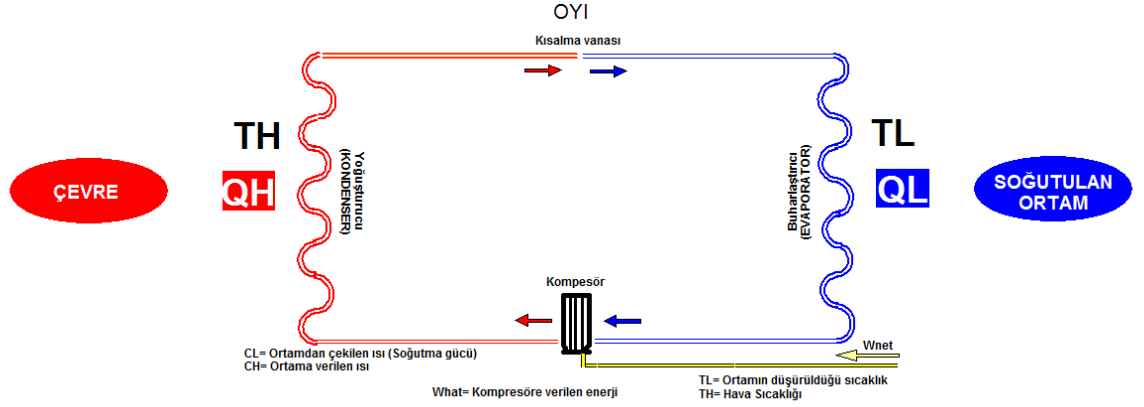 OYI
Kısalma vanası
TH
QH
ÇEVRE
Yoğuşturucu
(KONDENSER)
TL
QL
SOĞUTULAN
ORTAM
Buharlaştırıcı
(EVAPORATÖR)
Kompesör
Wnet
CL= Ortamdan çekilen ısı (Soğutma gücü)
CH= Ortama verilen ısı
What= Kompresöre verilen enerji
TL= Ortamın düşürüldüğü sıcaklık
TH= Hava Sıcaklığı